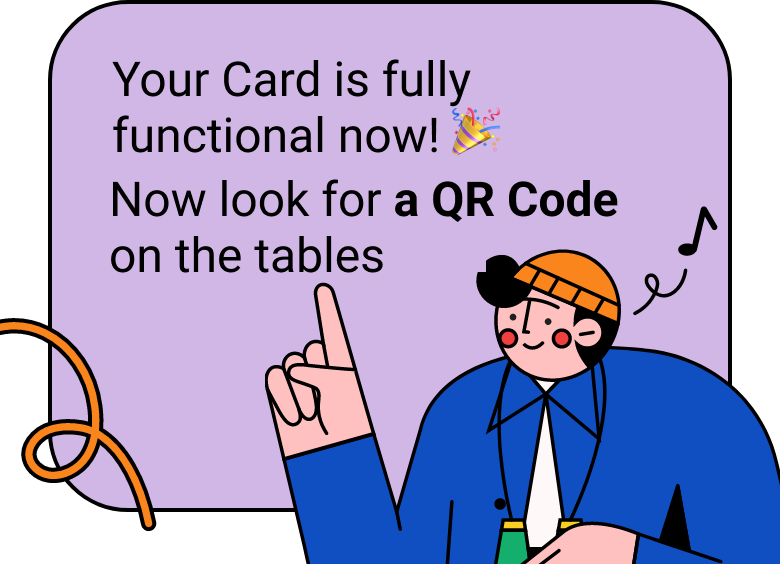 Your Card is fully
functional now! 🎉
Now look for a QR Code
on the tables